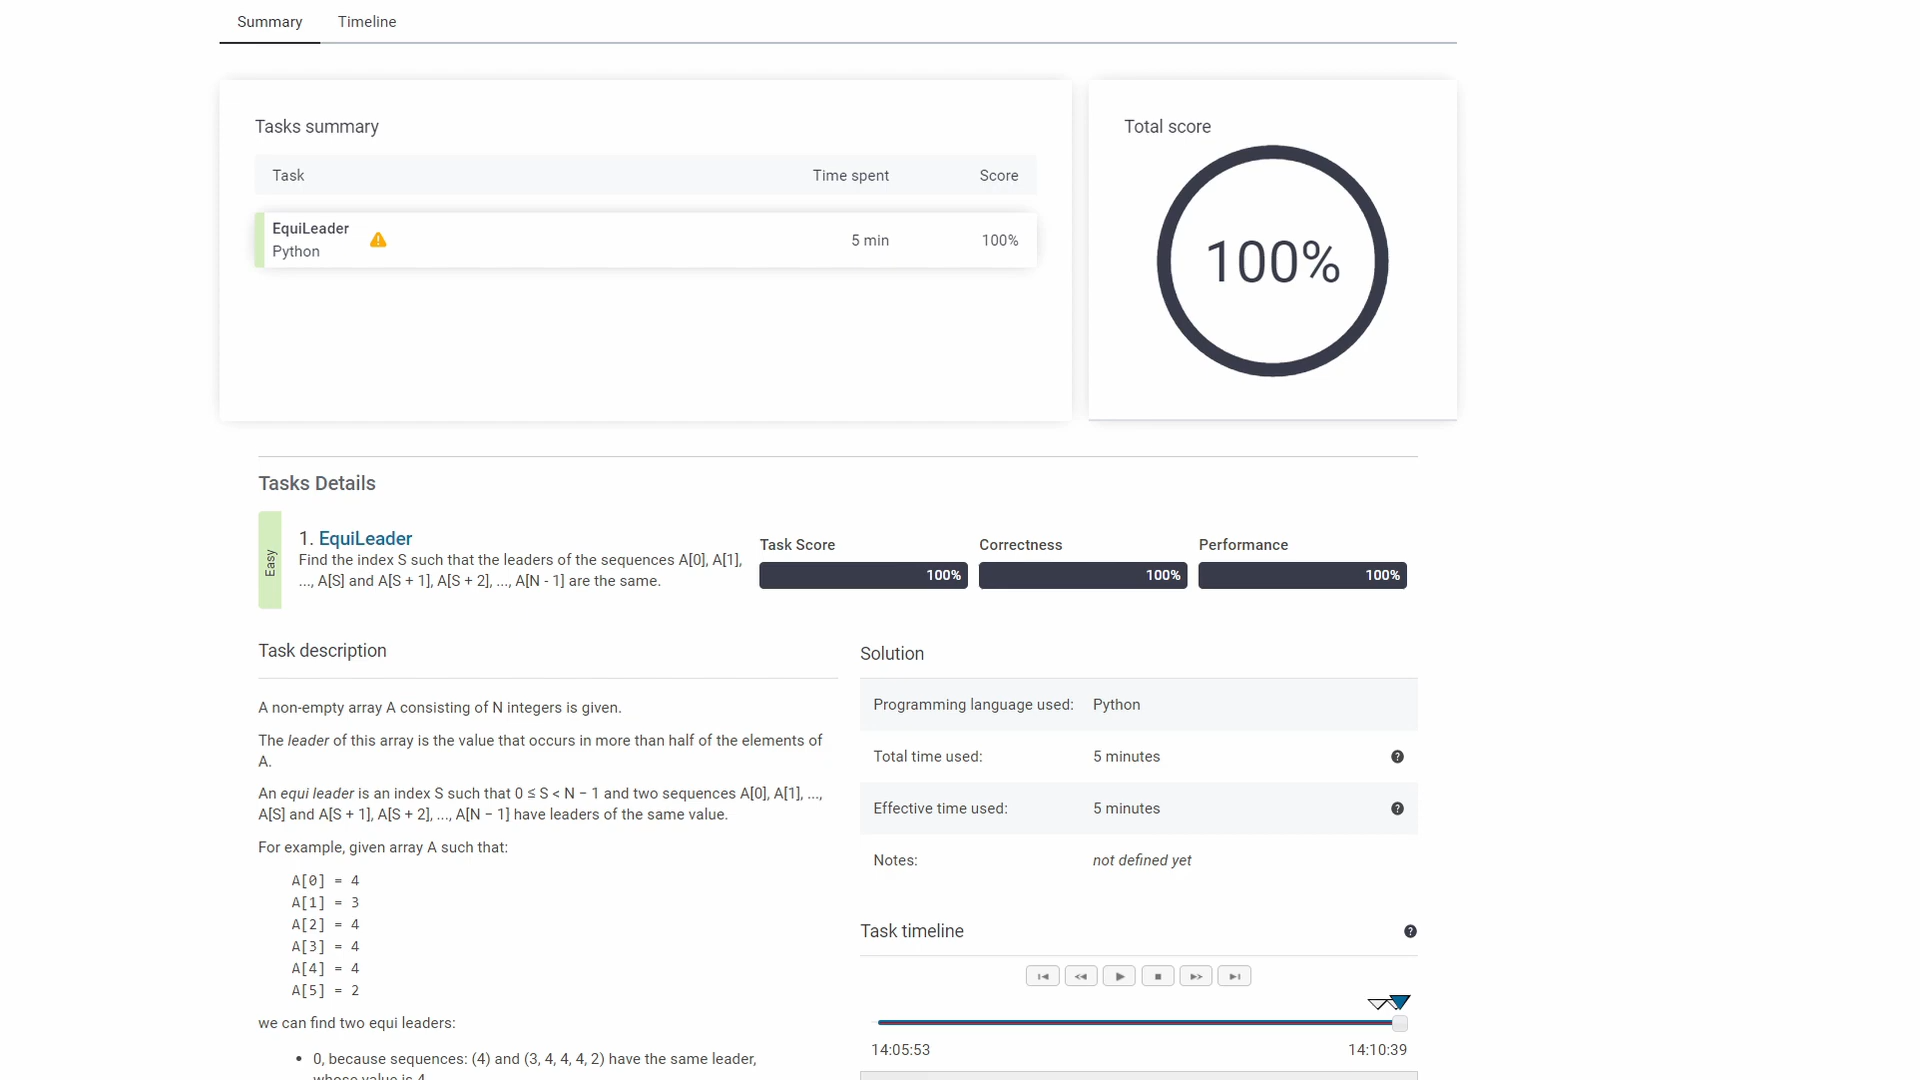 Summary Timeline
Tasks summary
Task Time spent Score
EquiLeader
Python
5 min 100%
Total score
100%
Tasks Details
Easy
1. EquiLeader
Find the index S such that the leaders of the sequences A[0], A[1],
..., A[S] and A[S + 1], A[S + 2], ..., A[N - 1] are the same.
Task Score
100%
Correctness
100%
Performance
100%
Task description
A non-empty array A consisting of N integers is given.
The leader of this array is the value that occurs in more than half of the elements of
A.
An equi leader is an index S such that 0 ≤ S < N − 1 and two sequences A[0], A[1], ...,
A[S] and A[S + 1], A[S + 2], ..., A[N − 1] have leaders of the same value.
For example, given array A such that:
A[0] = 4
A[1] = 3
A[2] = 4
A[3] = 4
A[4] = 4
A[5] = 2
we can find two equi leaders:
• 0, because sequences: (4) and (3, 4, 4, 4, 2) have the same leader,
whose value is 4.
Solution
Programming language used: Python
Total time used: 5 minutes ?
Effective time used: 5 minutes ?
Notes: not defined yet
Task timeline ?
14:05:53 14:10:39